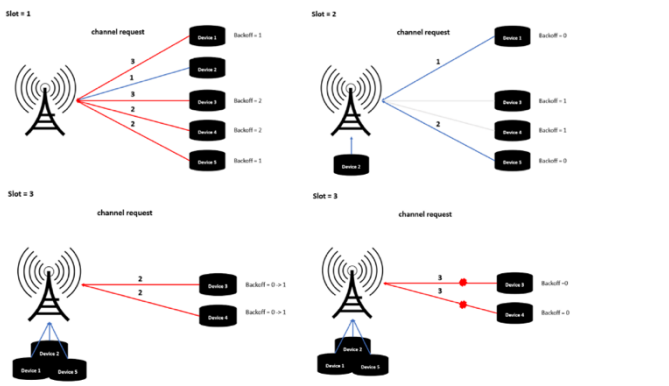 Slot = 1
channel request
3
1
3
2
2
Device 1
Backoff = 1
Device 2
Device 3
Backoff = 2
Device 4
Backoff = 2
Device 5
Backoff = 1
Slot = 2
channel request
1
2
Device 1
Backoff = 0
Device 3
Backoff = 1
Device 4
Backoff = 1
Device 5
Backoff = 0
Device 2
Slot = 3
channel request
2
2
Device 3
Backoff = 0 -> 1
Device 4
Backoff = 0 -> 1
Device 2
Device 1
Device 5
Slot = 3
channel request
3
3
Device 3
Backoff =0
Device 4
Backoff = 0
Device 2
Device 1
Device 5